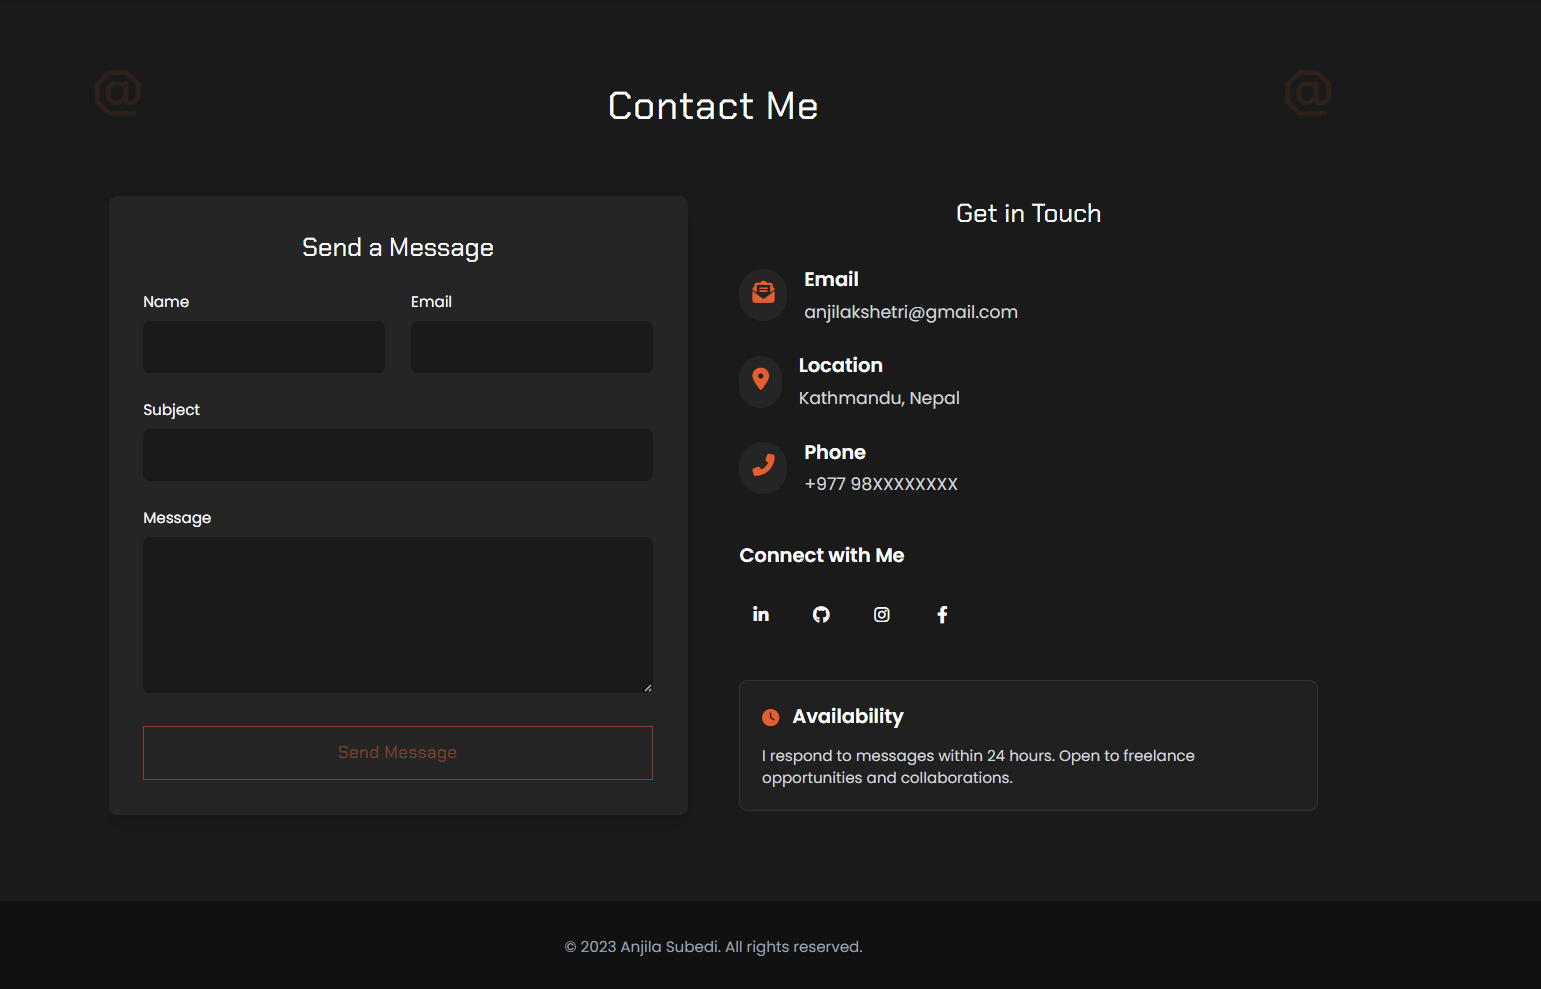 @ @
Contact Me
Send a Message
Name Email
Subject
Message
Send Message
Get in Touch
Email
anjilakshetri@gmail.com
Location
Kathmandu, Nepal
Phone
+977 98XXXXXXXX
Connect with Me
Availability
I respond to messages within 24 hours. Open to freelance
opportunities and collaborations.
© 2023 Anjila Subedi. All rights reserved.